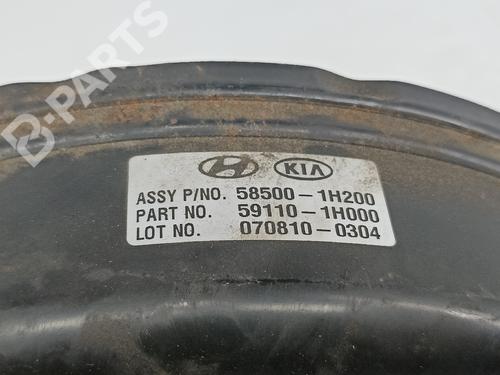 B-PARTS
KIA
ASSY P/NO. 58500-1H200
PART NO. 59110-1H000
LOT NO. 070810-0304